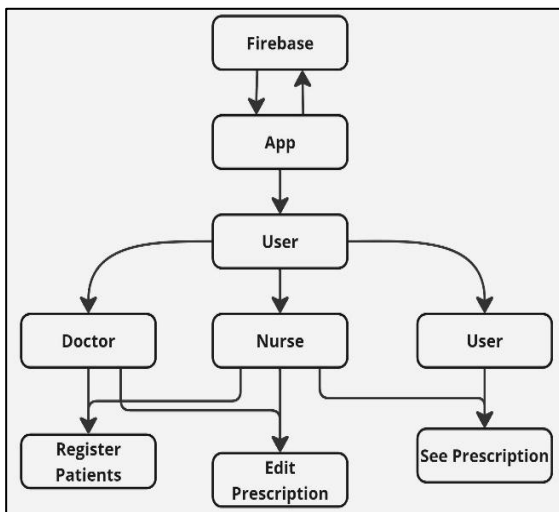 Firebase
App
User
Doctor
Nurse
User
Register
Patients
Edit
Prescription
See Prescription